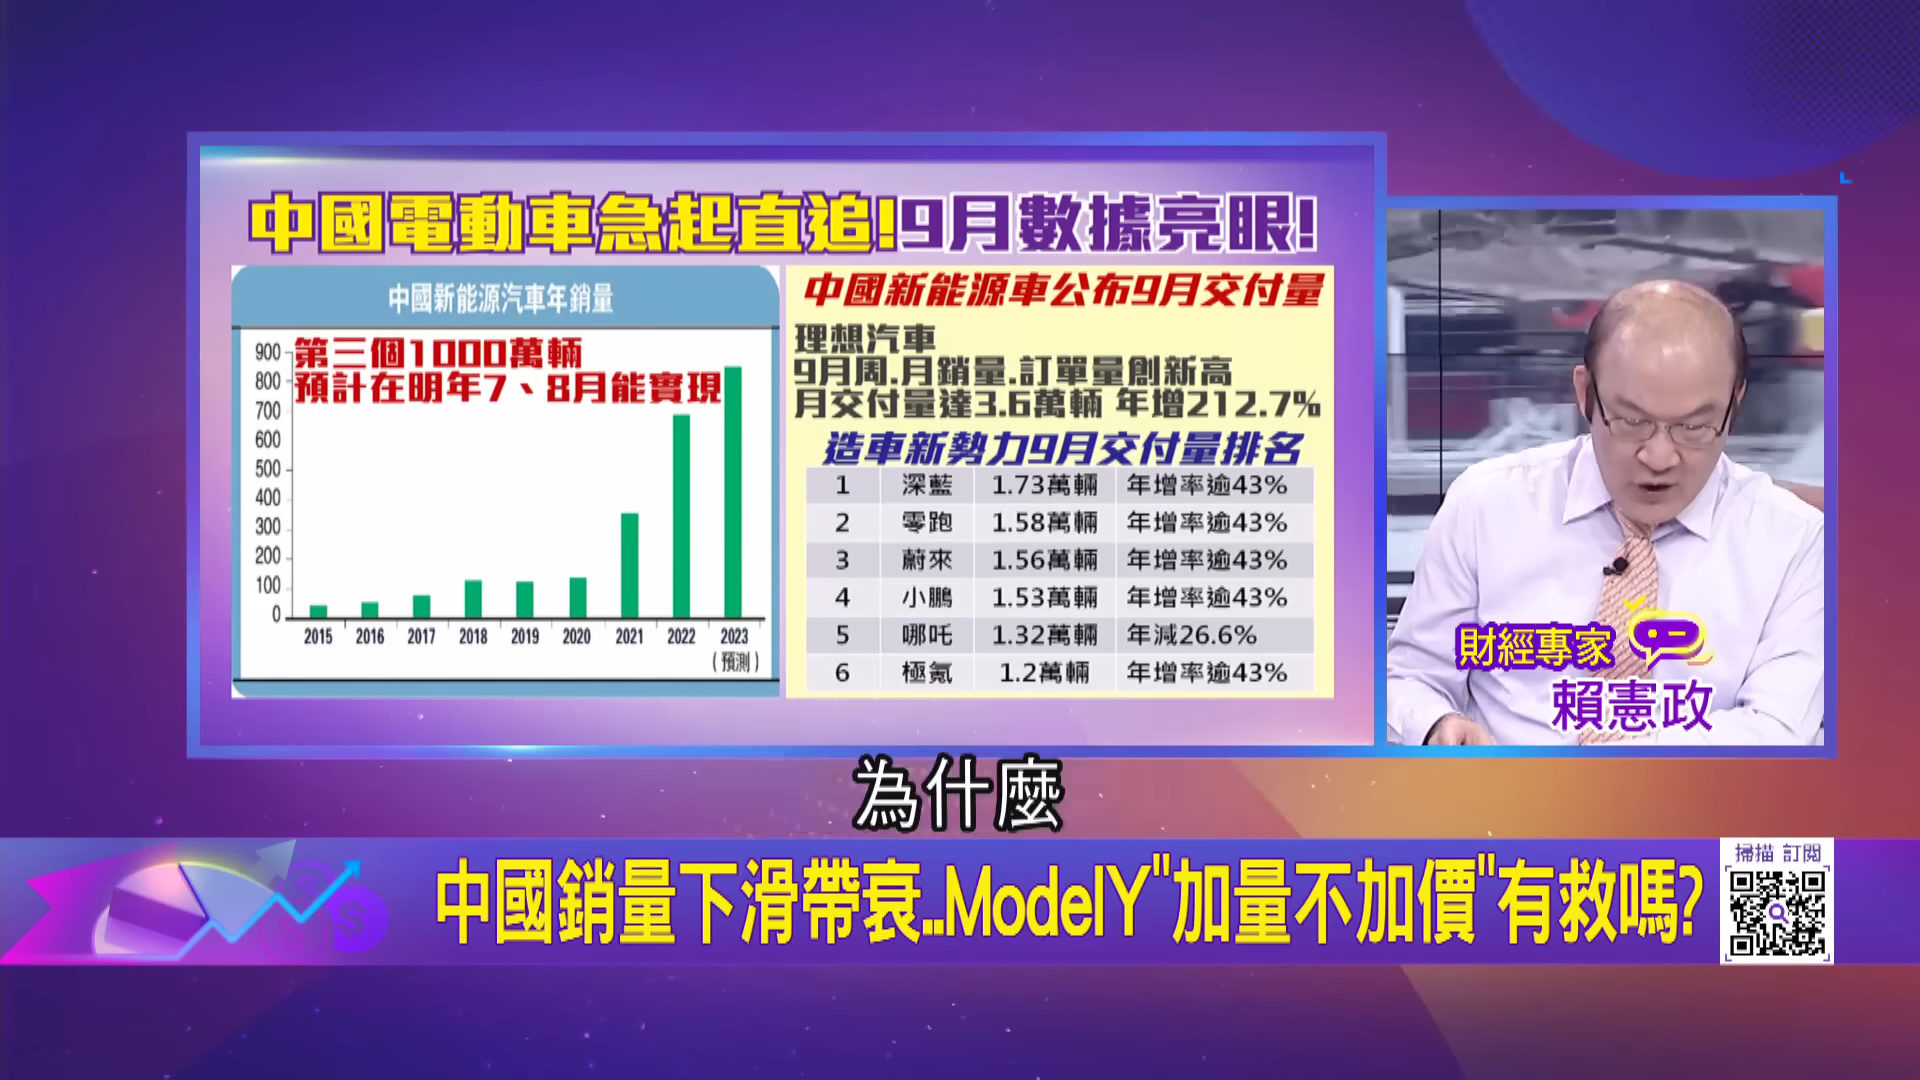 中國電動車急起直追!9月數據亮眼!
中國新能源汽車年銷量
第三個1000萬輛
預計在明年7、8月能實現
900
800
700
600
500
400
300
200
100
0
2015 2016 2017 2018 2019 2020 2021 2022 2023
(預測)
中國新能源車公布9月交付量
理想汽車
9月周.月銷量.訂單量創新高
月交付量達3.6萬輛 年增212.7%
造車新勢力9月交付量排名
1 深藍 1.73萬輛 年增率逾43%
2 零跑 1.58萬輛 年增率逾43%
3 蔚來 1.56萬輛 年增率逾43%
4 小鵬 1.53萬輛 年增率逾43%
5 哪吒 1.32萬輛 年減26.6%
6 極氪 1.2萬輛 年增率逾43%
財經專家
賴憲政
為什麼
中國銷量下滑帶衰..ModelY"加量不加價"有救嗎?
掃描 訂閱